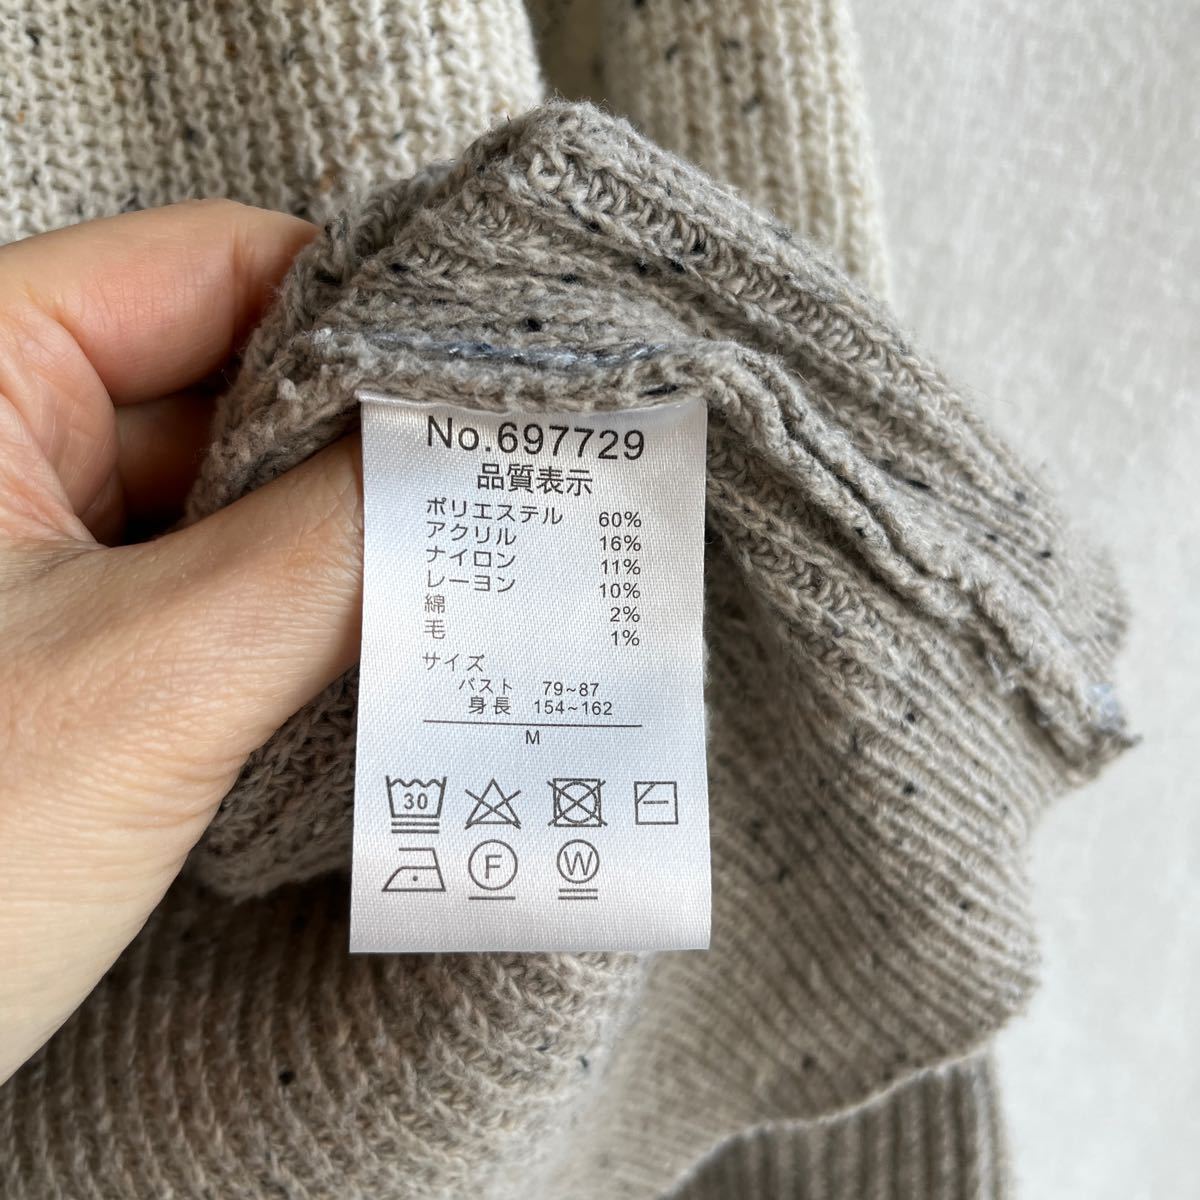 No.697729
品質表示
ポリエステル 60%
アクリル 16%
ナイロン 11%
レーヨン 10%
綿 2%
毛 1%
サイズ
バスト 79~87
身長 154~162
M
30
F W